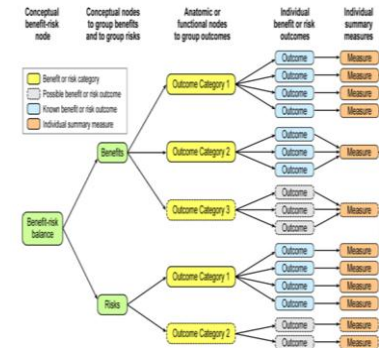 Conceptual
benefit-risk
node
Conceptual nodes
to group benefits
and to group risks
Anatomic or
functional nodes
to group outcomes
Individual
benefit or risk
outcomes
Individual
summary
measures
Benefit or risk category
Possible benefit or risk outcome
Known benefit or risk outcome
Individual summary measure
Benefit-risk
balance
Benefits
Risks
Outcome Category 1
Outcome Category 2
Outcome Category 3
Outcome Category 1
Outcome Category 2
Outcome
Measure
Outcome
Measure
Outcome
Measure
Outcome
Measure
Outcome
Outcome
Measure
Outcome
Outcome
Outcome
Measure
Outcome
Outcome
Measure
Outcome
Measure
Outcome
Measure
Outcome
Measure
Outcome
Measure
Outcome
Measure